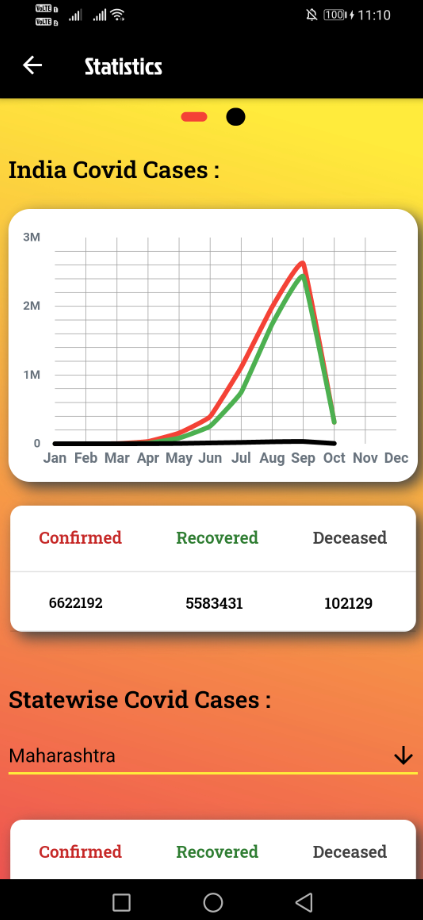 VoLTE
VoLTE
100 11:10
Statistics
India Covid Cases :
3M
2M
1M
0
Jan Feb Mar Apr May Jun Jul Aug Sep Oct Nov Dec
Confirmed Recovered Deceased
6622192 5583431 102129
Statewise Covid Cases :
Maharashtra
Confirmed Recovered Deceased